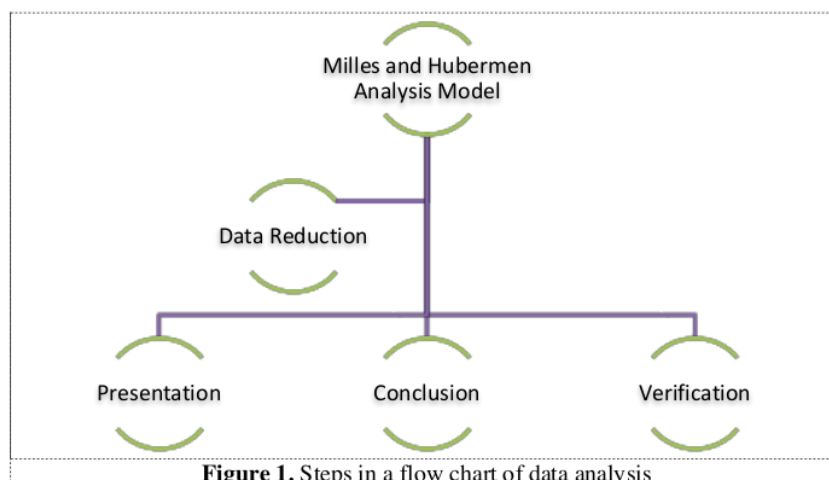 Milles and Hubermen
Analysis Model
Data Reduction
Presentation
Conclusion
Verification
Figure 1. Steps in a flow chart of data analysis